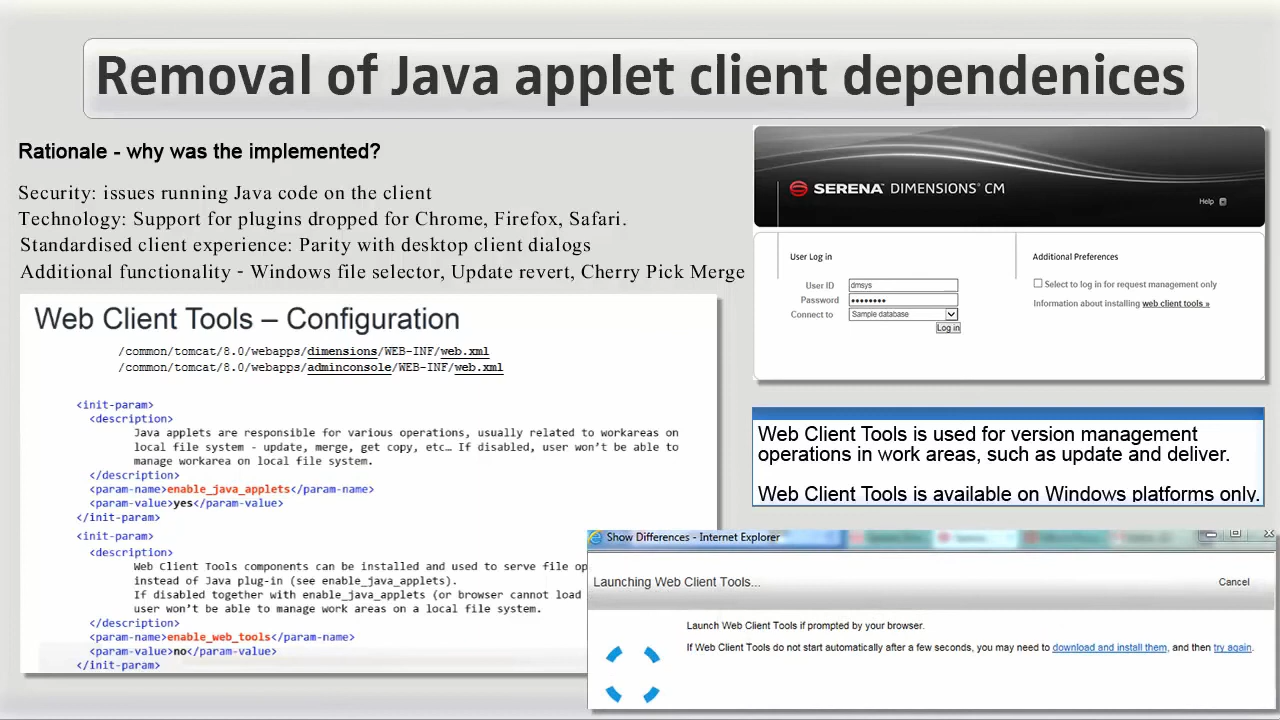 Removal of Java applet client dependenices
Rationale - why was the implemented?
Security: issues running Java code on the client
Technology: Support for plugins dropped for Chrome, Firefox, Safari.
Standardised client experience: Parity with desktop client dialogs
Additional functionality - Windows file selector, Update revert, Cherry Pick Merge
Web Client Tools – Configuration
/common/tomcat/8.0/webapps/dimensions/WEB-INF/web.xml
/common/tomcat/8.0/webapps/adminconsole/WEB-INF/web.xml
<init-param>
<description>
Java applets are responsible for various operations, usually related to workareas on
local file system - update, merge, get copy, etc… If disabled, user won't be able to
manage workarea on local file system.
</description>
<param-name>enable_java_applets</param-name>
<param-value>yes</param-value>
</init-param>
<init-param>
<description>
Web Client Tools components can be installed and used to serve file op
instead of Java plug-in (see enable_java_applets).
If disabled together with enable_java_applets (or browser cannot load
user won't be able to manage work areas on a local file system.
</description>
<param-name>enable_web_tools</param-name>
<param-value>no</param-value>
</init-param>
SERENA DIMENSIONS® CM
Help
User Log in
User ID dmsys
Password ••••••••
Connect to Sample database
Log in
Additional Preferences
Select to log in for request management only
Information about installing web client tools »
Web Client Tools is used for version management
operations in work areas, such as update and deliver.
Web Client Tools is available on Windows platforms only.
Show Differences - Internet Explorer
Launching Web Client Tools... Cancel
Launch Web Client Tools if prompted by your browser.
If Web Client Tools do not start automatically after a few seconds, you may need to download and install them, and then try again.